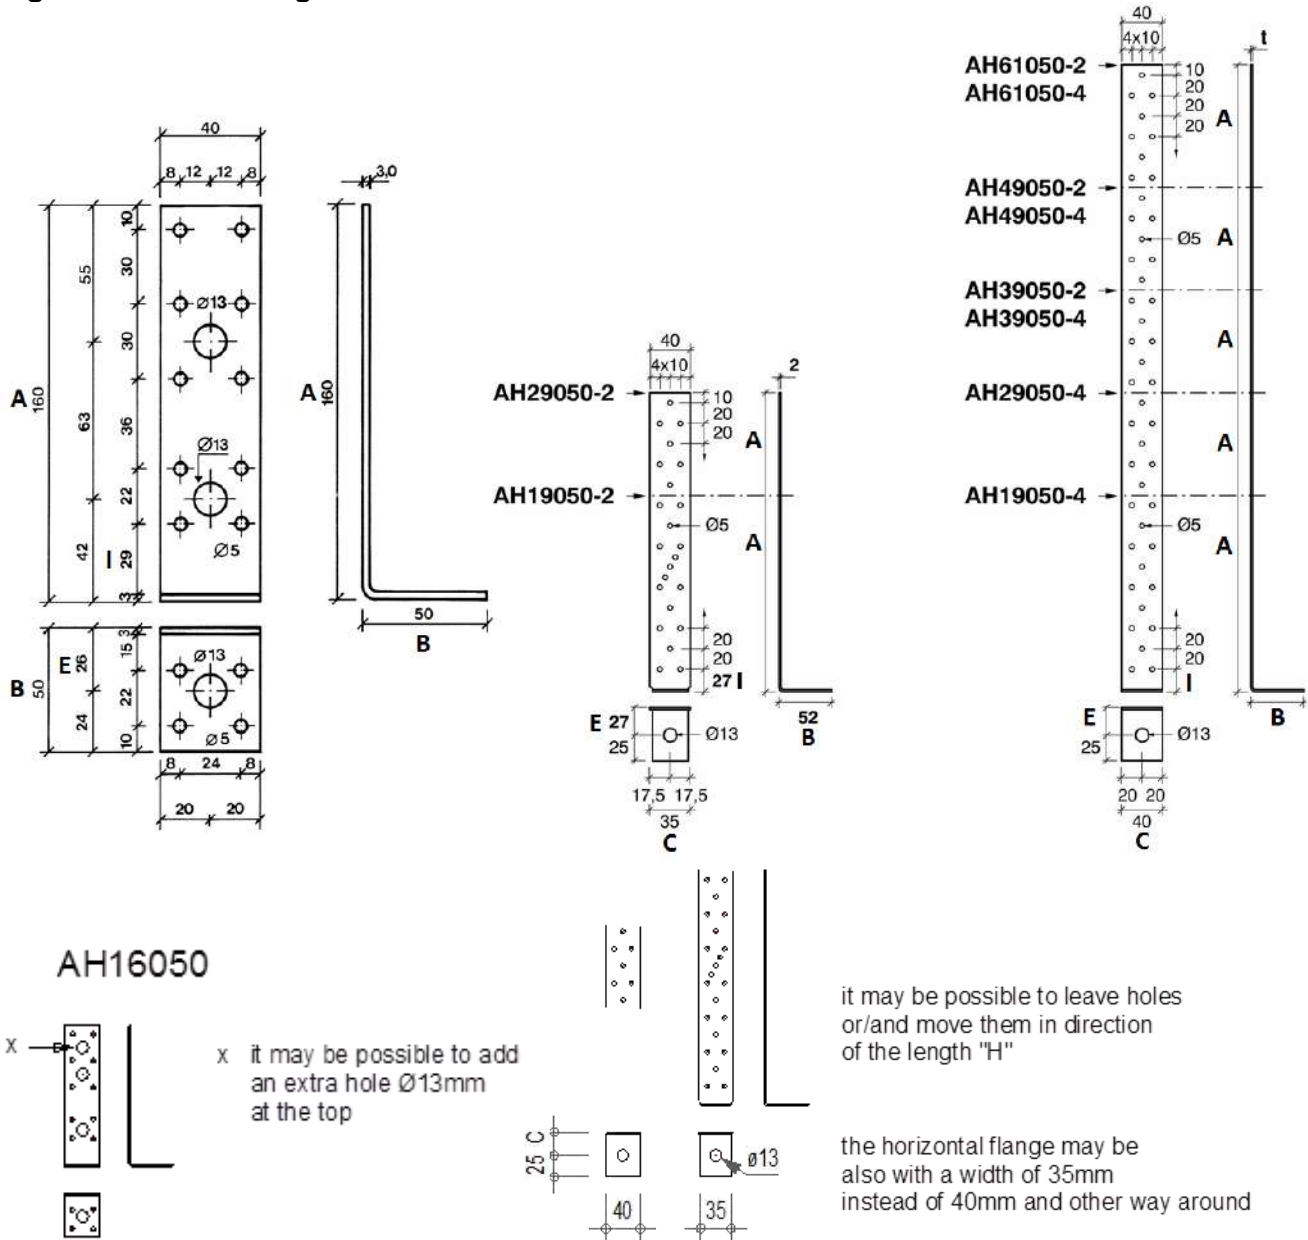 40
8 12 12 8
3,0
A 160
55
63
42
10
30
30
36
22
I 29
3
Ø13
Ø13
Ø5
A 160
50
B
B 50
E 26
24
3
15
22
10
Ø13
Ø5
8 24 8
20 20
40
4x10
2
AH29050-2
10
20
20
A
AH19050-2
Ø5
A
20
20
27 I
52
B
E 27
25
Ø13
17,5 17,5
35
C
40
4x10
t
AH61050-2
AH61050-4
10
20
20
20
A
AH49050-2
AH49050-4
Ø5
A
AH39050-2
AH39050-4
A
AH29050-4
A
AH19050-4
Ø5
A
20
20
I
B
E
25
Ø13
20 20
40
C
AH16050
x
x it may be possible to add
an extra hole Ø13mm
at the top
it may be possible to leave holes
or/and move them in direction
of the length "H"
25 C
ø13
40
35
the horizontal flange may be
also with a width of 35mm
instead of 40mm and other way around